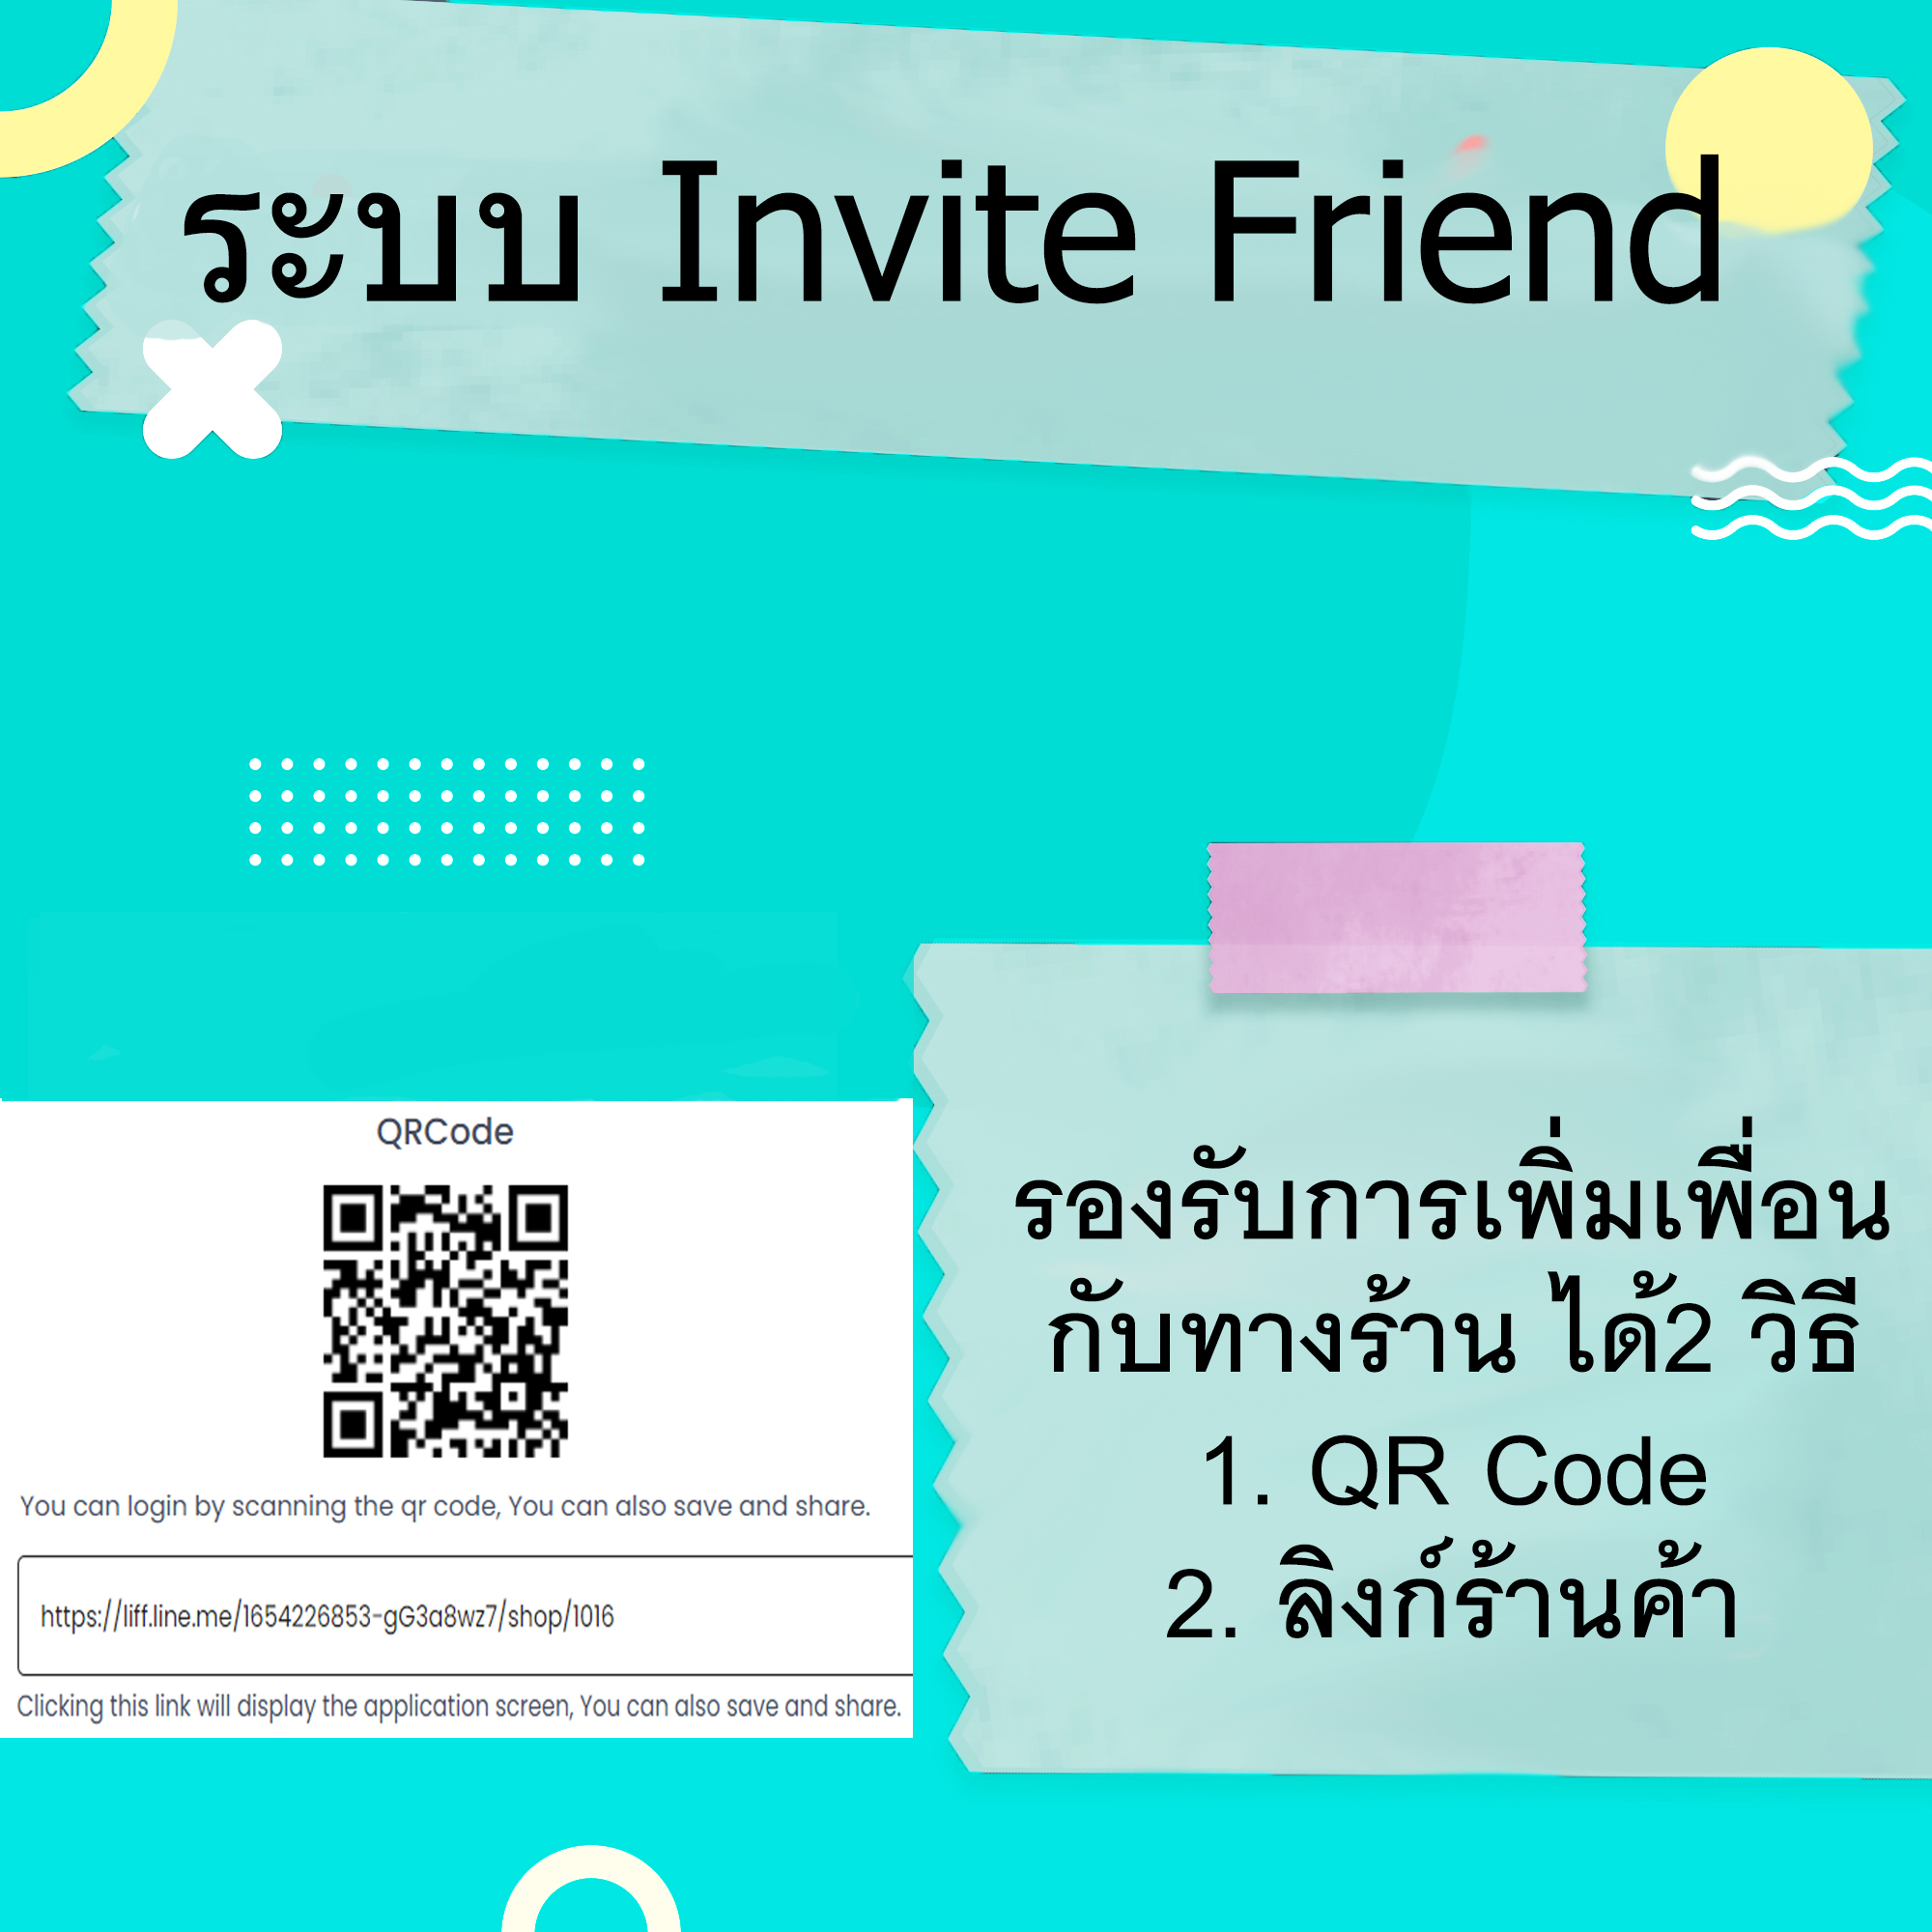 ระบบ Invite Friend
QRCode
You can login by scanning the qr code, You can also save and share.
https://liff.line.me/1654226853-gG3a8wz7/shop/1016
Clicking this link will display the application screen, You can also save and share.
รองรับการเพิ่มเพื่อน
กับทางร้าน ได้2 วิธี
1. QR Code
2. ลิงก์ร้านค้า